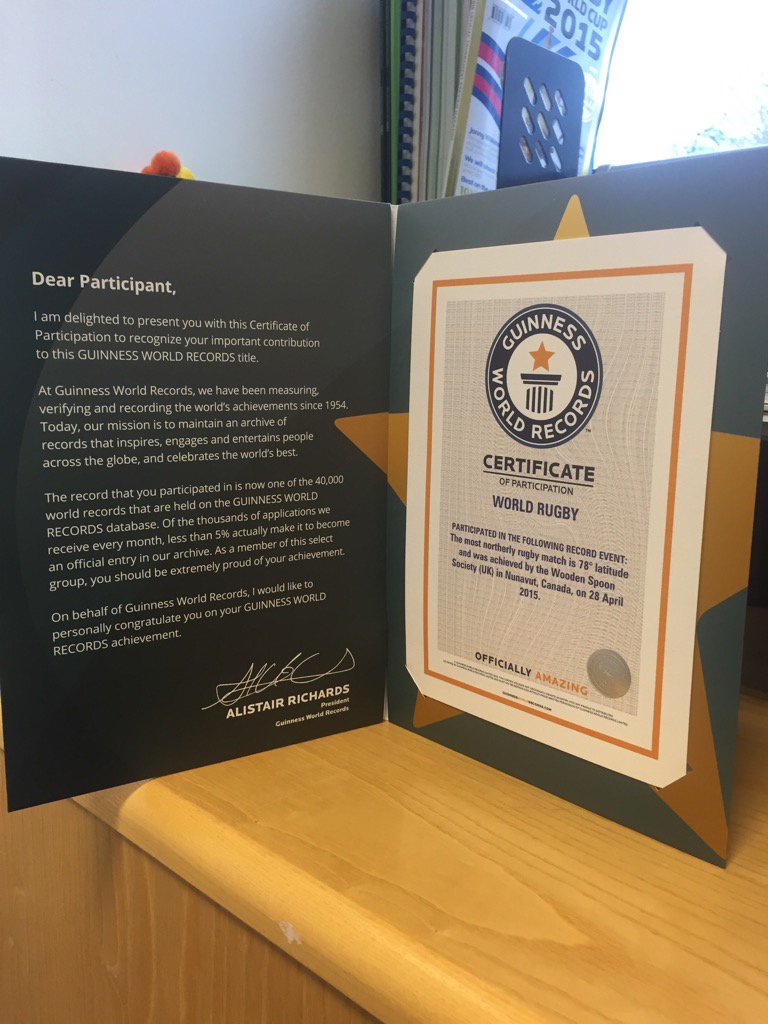 Dear Participant,
I am delighted to present you with this Certificate of
Participation to recognize your important contribution
to this GUINNESS WORLD RECORDS title.
At Guinness World Records, we have been measuring,
verifying and recording the world's achievements since 1954.
Today, our mission is to maintain an archive of
records that inspires, engages and entertains people
across the globe, and celebrates the world's best.
The record that you participated in is now one of the 40,000
world records that are held on the GUINNESS WORLD
RECORDS database. Of the thousands of applications we
receive every month, less than 5% actually make it to become
an official entry in our archive. As a member of this select
group, you should be extremely proud of your achievement.
On behalf of Guinness World Records, I would like to
personally congratulate you on your GUINNESS WORLD
RECORDS achievement.
ALISTAIR RICHARDS
President
Guinness World Records
2015
GUINNESS
WORLD RECORDS
TM
CERTIFICATE
OF PARTICIPATION
WORLD RUGBY
PARTICIPATED IN THE FOLLOWING RECORD EVENT:
The most northerly rugby match is 78° latitude
and was achieved by the Wooden Spoon
Society (UK) in Nunavut, Canada, on 28 April
2015.
OFFICIALLY AMAZING